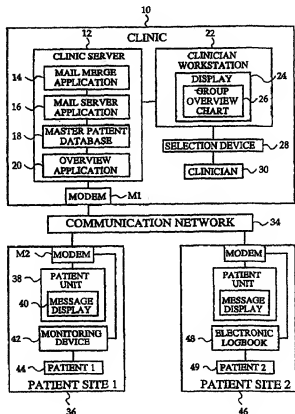 10
CLINIC
12
CLINIC SERVER
14
MAIL MERGE
APPLICATION
16
MAIL SERVER
APPLICATION
18
MASTER PATIENT
DATABASE
20
OVERVIEW
APPLICATION
MODEM
M1
22
CLINICIAN
WORKSTATION
24
DISPLAY
GROUP
OVERVIEW
CHART
26
SELECTION DEVICE
28
CLINICIAN
30
COMMUNICATION NETWORK
34
M2
MODEM
38
PATIENT
UNIT
40
MESSAGE
DISPLAY
42
MONITORING
DEVICE
44
PATIENT 1
PATIENT SITE 1
36
MODEM
PATIENT
UNIT
MESSAGE
DISPLAY
48
ELECTRONIC
LOGBOOK
49
PATIENT 2
PATIENT SITE 2
46